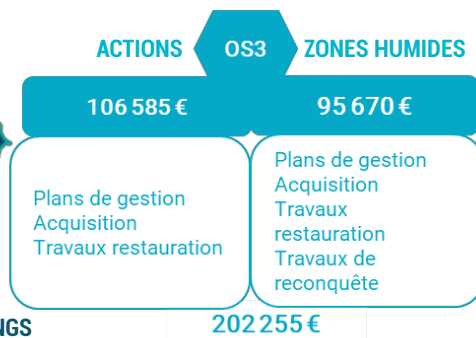 ACTIONS OS3 ZONES HUMIDES
106 585 € 95 670 €
Plans de gestion
Acquisition
Travaux restauration
Plans de gestion
Acquisition
Travaux
restauration
Travaux de
reconquête
NGS 202 255 €